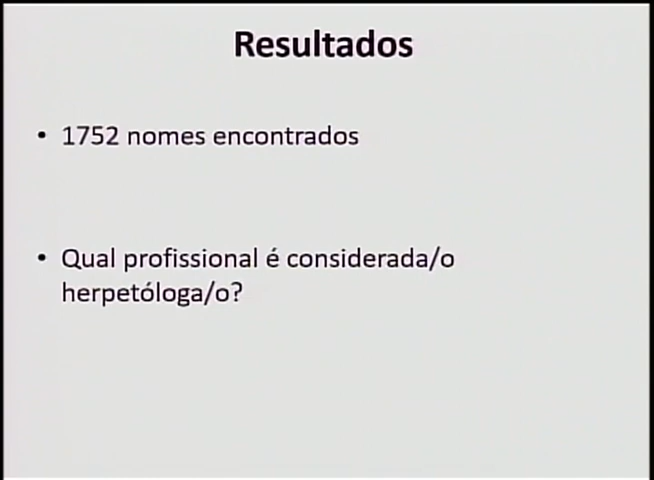 Resultados
• 1752 nomes encontrados
• Qual profissional é considerada/o
herpetóloga/o?